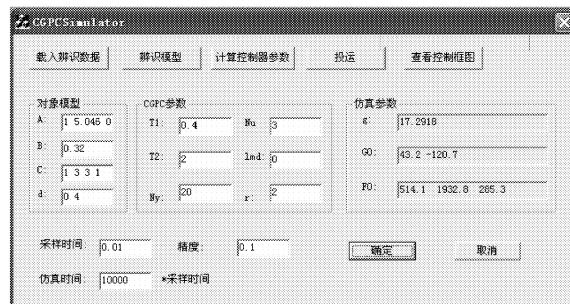 CGPCSimulator
载入辨识数据 辨识模型 计算控制器参数 投运 查看控制框图
对象模型 CGPC参数 仿真参数
A: 1 5.046 0 T1: 0.4 Nu 3 g: 17.2918
B: 0.32 T2: 2 lmd: 0 G0: 43.2 -120.7
C: 1 3 3 1 Ny: 20 r: 2 F0: 514.1 1932.8 265.3
d: 0 4
采样时间: 0.01 精度: 0.1 确定 取消
仿真时间: 10000 *采样时间